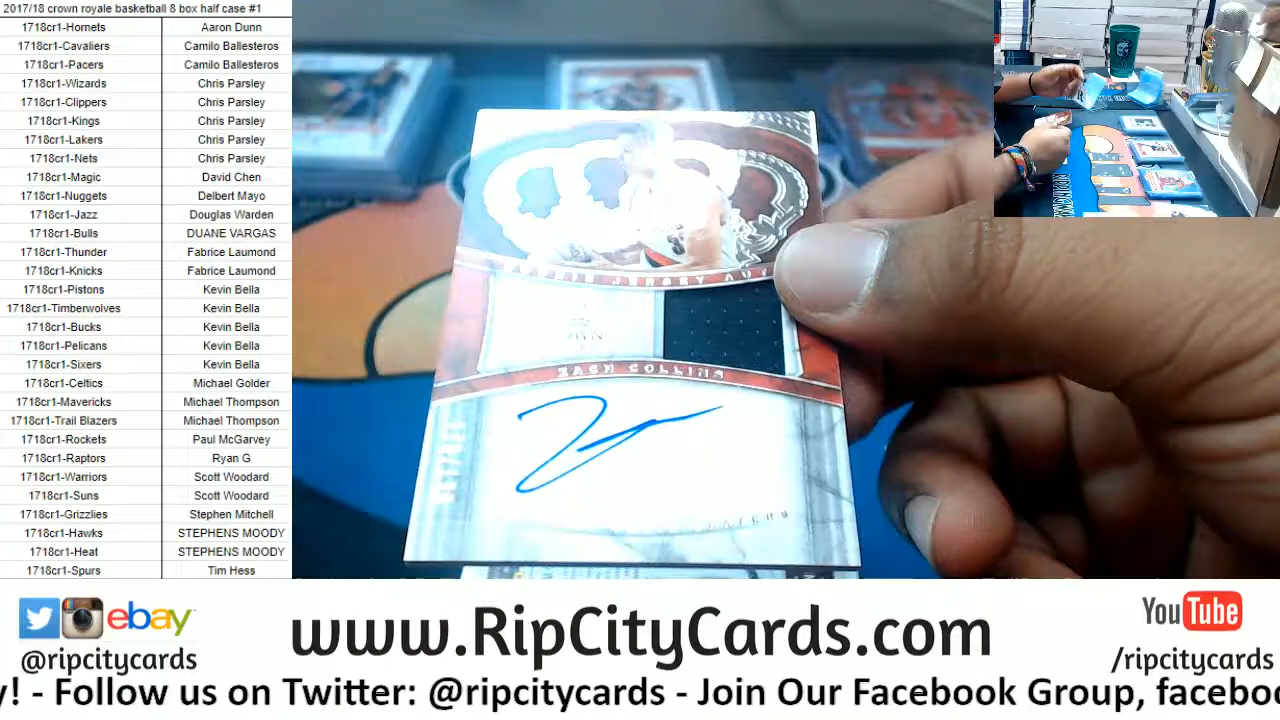 2017/18 crown royale basketball 8 box half case #1
1718cr1-Hornets Aaron Dunn
1718cr1-Cavaliers Camilo Ballesteros
1718cr1-Pacers Camilo Ballesteros
1718cr1-Wizards Chris Parsley
1718cr1-Clippers Chris Parsley
1718cr1-Kings Chris Parsley
1718cr1-Lakers Chris Parsley
1718cr1-Nets Chris Parsley
1718cr1-Magic David Chen
1718cr1-Nuggets Delbert Mayo
1718cr1-Jazz Douglas Warden
1718cr1-Bulls DUANE VARGAS
1718cr1-Thunder Fabrice Laumond
1718cr1-Knicks Fabrice Laumond
1718cr1-Pistons Kevin Bella
1718cr1-Timberwolves Kevin Bella
1718cr1-Bucks Kevin Bella
1718cr1-Pelicans Kevin Bella
1718cr1-Sixers Kevin Bella
1718cr1-Celtics Michael Golder
1718cr1-Mavericks Michael Thompson
1718cr1-Trail Blazers Michael Thompson
1718cr1-Rockets Paul McGarvey
1718cr1-Raptors Ryan G
1718cr1-Warriors Scott Woodard
1718cr1-Suns Scott Woodard
1718cr1-Grizzlies Stephen Mitchell
1718cr1-Hawks STEPHENS MOODY
1718cr1-Heat STEPHENS MOODY
1718cr1-Spurs Tim Hess
JERSEY
ZACH COLLINS
ebay
@ripcitycards
www.RipCityCards.com
YouTube
/ripcitycards
y! - Follow us on Twitter: @ripcitycards - Join Our Facebook Group, facebo